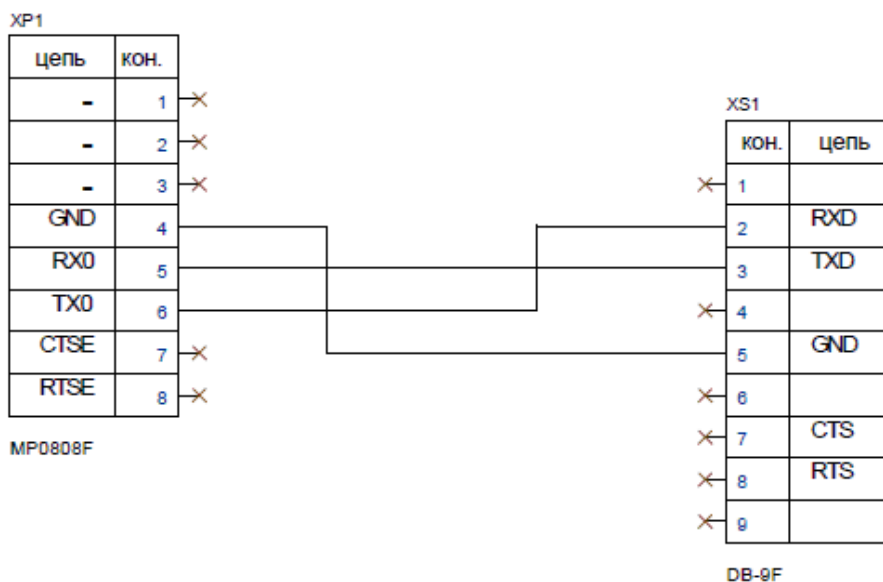 XP1
цепь кон.
- 1
- 2
- 3
GND 4
RX0 5
TX0 6
CTSE 7
RTSE 8
MP0808F
XS1
кон. цепь
1
2 RXD
3 TXD
4
5 GND
6
7 CTS
8 RTS
9
DB-9F